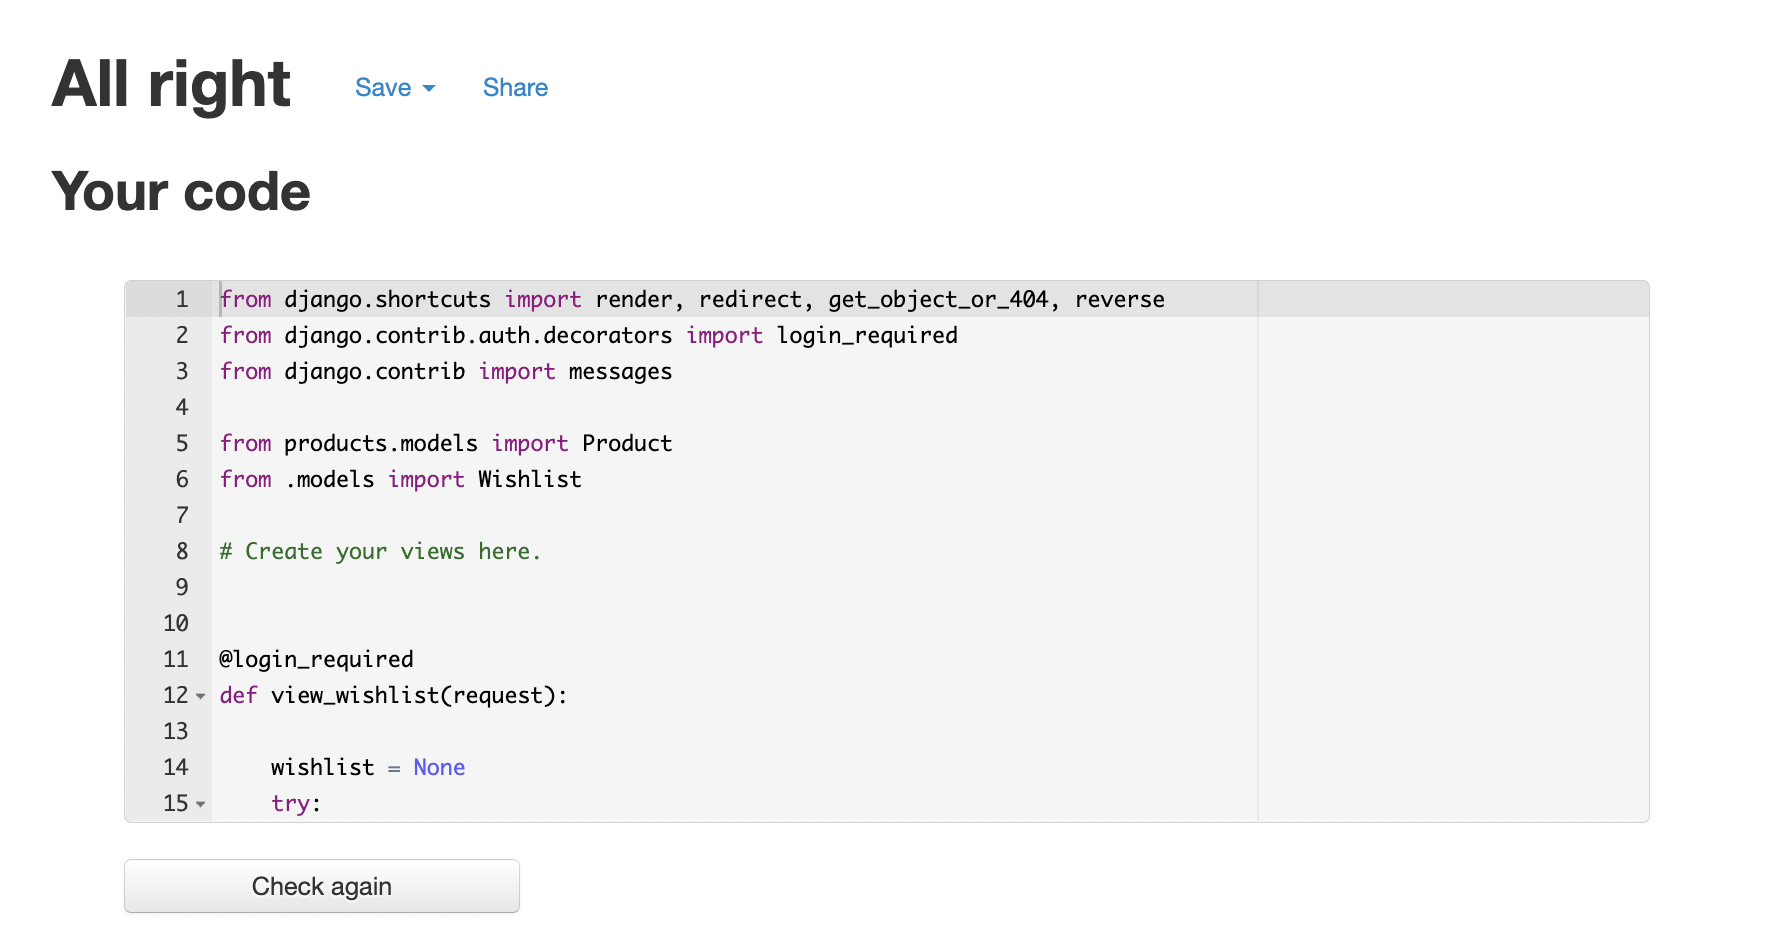 All right Save Share
Your code
1 from django.shortcuts import render, redirect, get_object_or_404, reverse
2 from django.contrib.auth.decorators import login_required
3 from django.contrib import messages
4
5 from products.models import Product
6 from .models import Wishlist
7
8 # Create your views here.
9
10
11 @login_required
12 def view_wishlist(request):
13
14     wishlist = None
15     try:
Check again